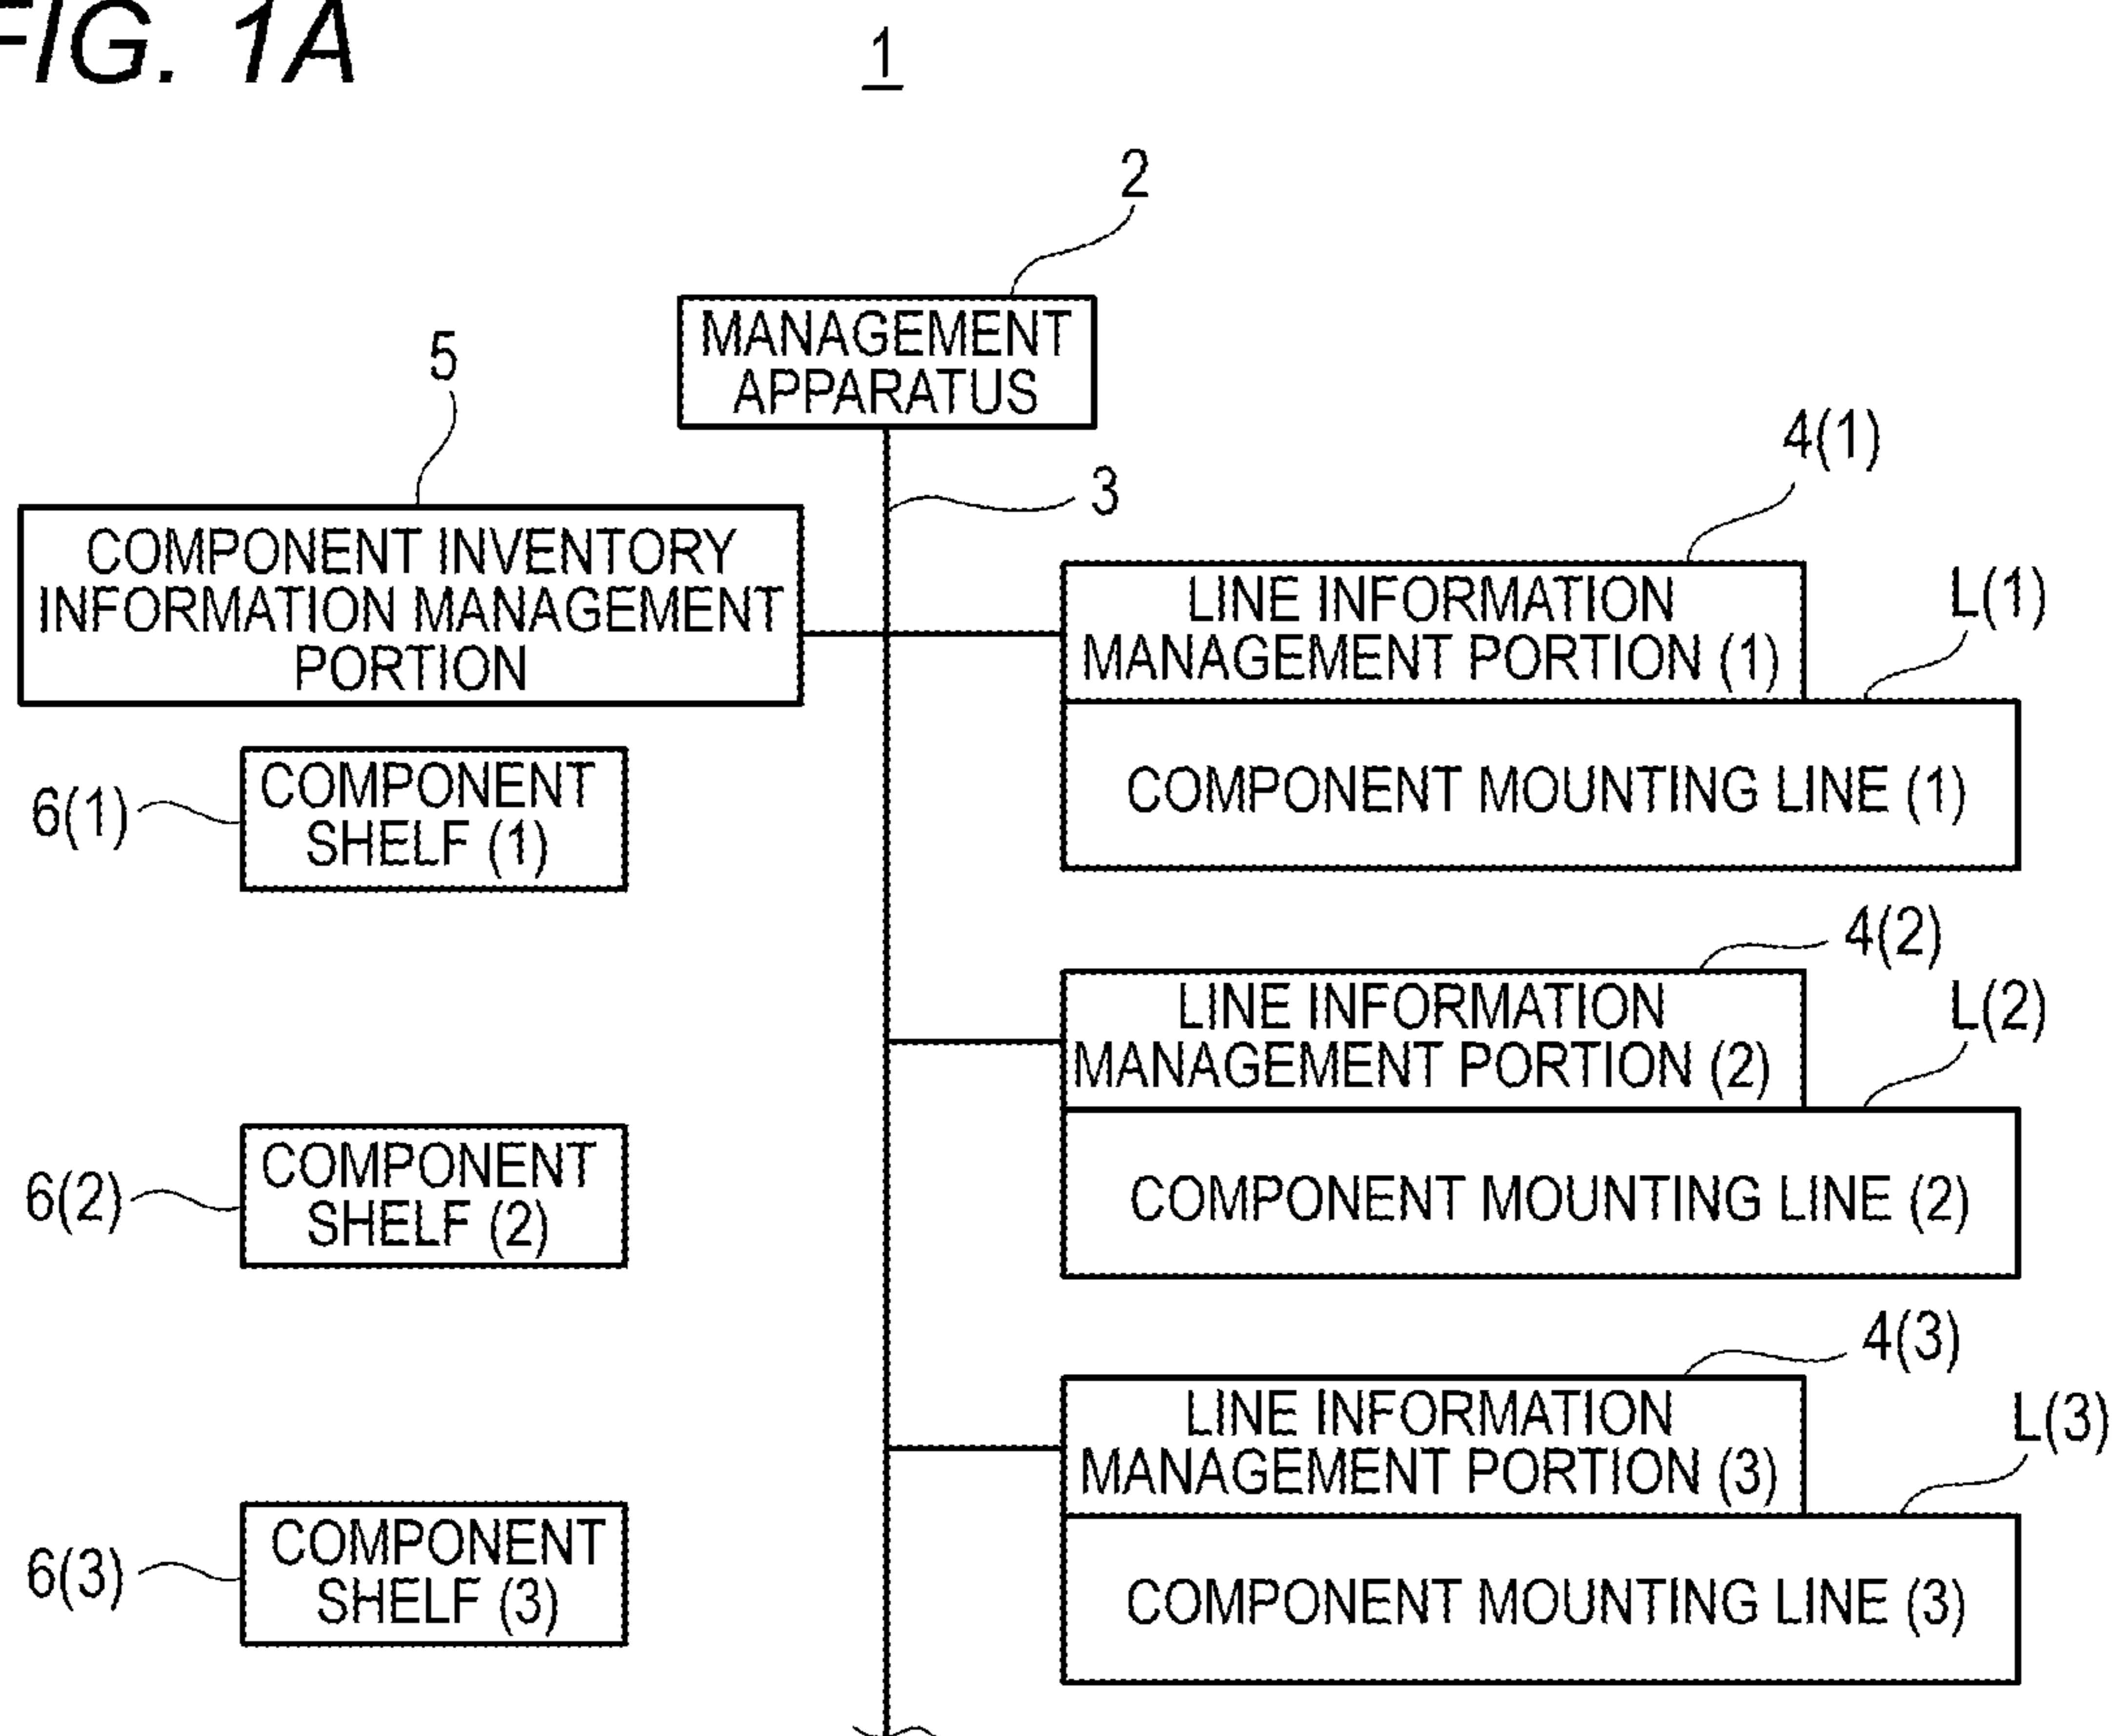 FIG. 1A
1
2
MANAGEMENT
APPARATUS
5
3
4(1)
COMPONENT INVENTORY
INFORMATION MANAGEMENT
PORTION
LINE INFORMATION
MANAGEMENT PORTION (1)
L(1)
COMPONENT MOUNTING LINE (1)
6(1)
COMPONENT
SHELF (1)
4(2)
LINE INFORMATION
MANAGEMENT PORTION (2)
L(2)
COMPONENT MOUNTING LINE (2)
6(2)
COMPONENT
SHELF (2)
4(3)
LINE INFORMATION
MANAGEMENT PORTION (3)
L(3)
COMPONENT MOUNTING LINE (3)
6(3)
COMPONENT
SHELF (3)